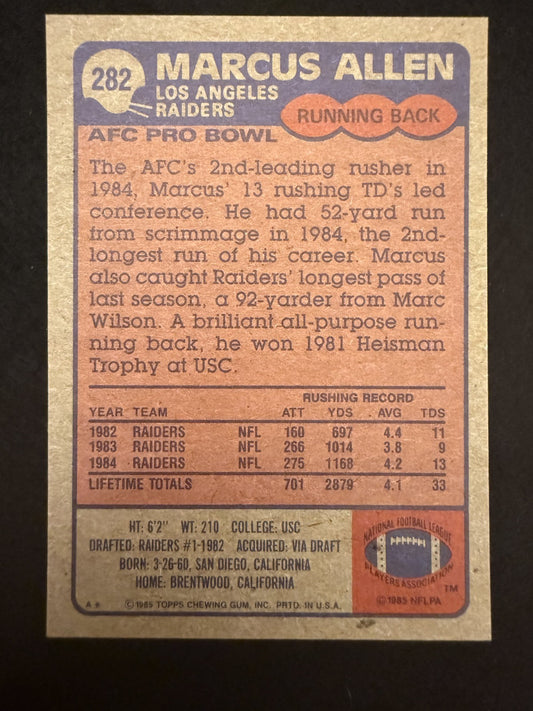 282
MARCUS ALLEN
LOS ANGELES
RAIDERS
RUNNING BACK
AFC PRO BOWL
The AFC's 2nd-leading rusher in
1984, Marcus' 13 rushing TD's led
conference. He had 52-yard run
from scrimmage in 1984, the 2nd-
longest run of his career. Marcus
also caught Raiders' longest pass of
last season, a 92-yarder from Marc
Wilson. A brilliant all-purpose run-
ning back, he won 1981 Heisman
Trophy at USC.
RUSHING RECORD
YEAR TEAM ATT YDS AVG TDS
1982 RAIDERS NFL 160 697 4.4 11
1983 RAIDERS NFL 266 1014 3.8 9
1984 RAIDERS NFL 275 1168 4.2 13
LIFETIME TOTALS 701 2879 4.1 33
HT: 6'2" WT: 210 COLLEGE: USC
DRAFTED: RAIDERS #1-1982 ACQUIRED: VIA DRAFT
BORN: 3-26-60, SAN DIEGO, CALIFORNIA
HOME: BRENTWOOD, CALIFORNIA
A * © 1985 TOPPS CHEWING GUM, INC. PRTD. IN U.S.A.
NATIONAL FOOTBALL LEAGUE
PLAYERS ASSOCIATION
TM
© 1985 NFLPA